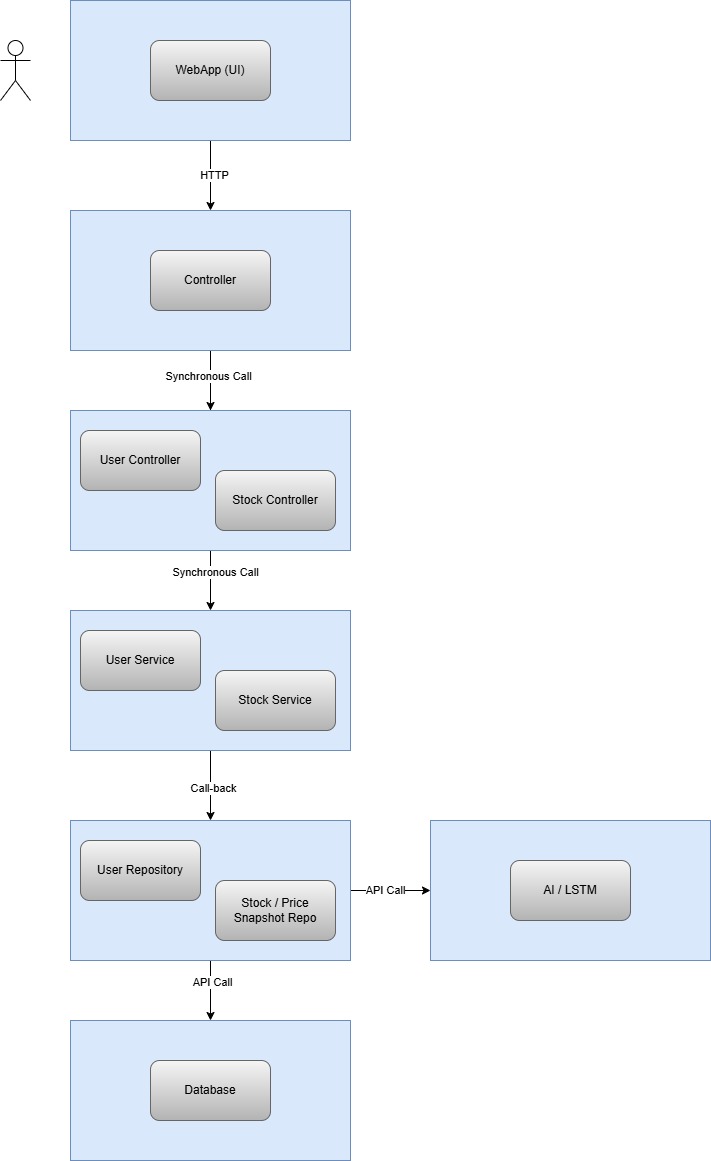 WebApp (UI)
HTTP
Controller
Synchronous Call
User Controller
Stock Controller
Synchronous Call
User Service
Stock Service
Call-back
User Repository
Stock / Price
Snapshot Repo
API Call
AI / LSTM
API Call
Database